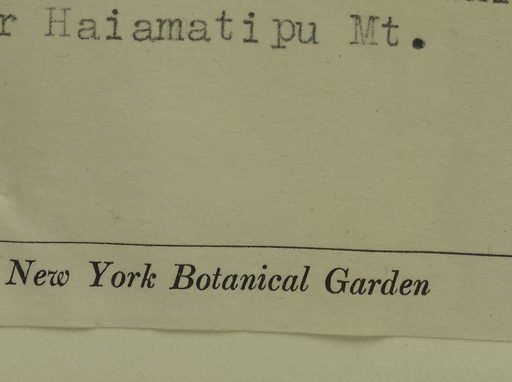 Haiamatipu Mt.
New York Botanical Garden